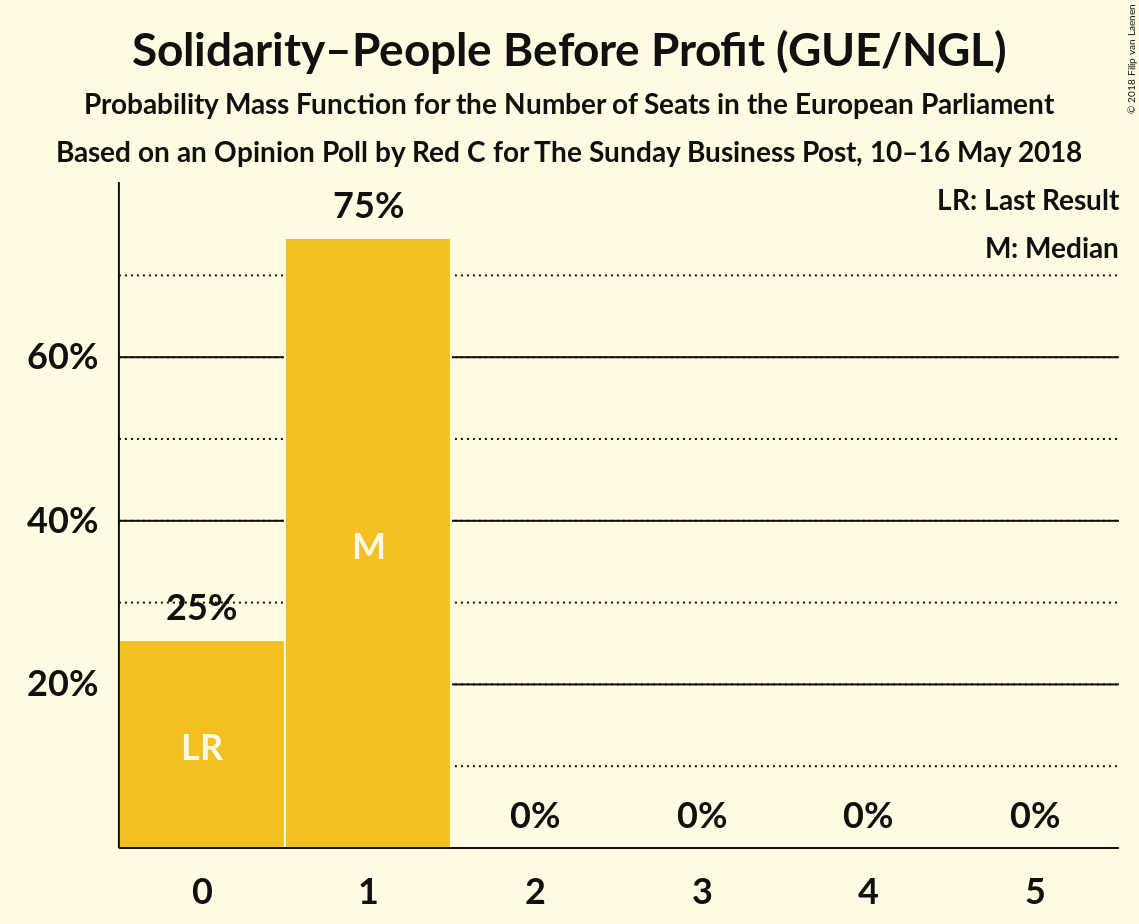 Solidarity–People Before Profit (GUE/NGL)
Probability Mass Function for the Number of Seats in the European Parliament
Based on an Opinion Poll by Red C for The Sunday Business Post, 10–16 May 2018
© 2018 Filip van Laenen
LR: Last Result
M: Median
75%
60%
M
40%
25%
20%
LR
0% 0% 0% 0%
0 1 2 3 4 5